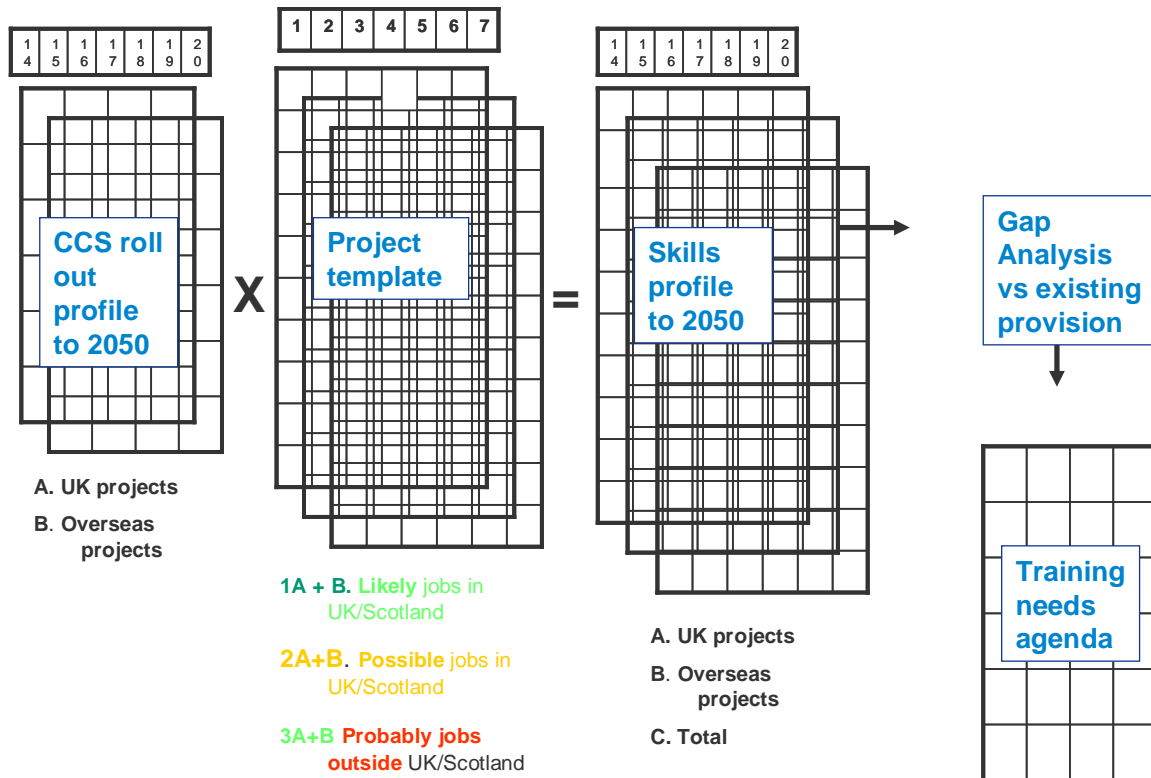 14 15 16 17 18 19 20
1 2 3 4 5 6 7
14 15 16 17 18 19 20
CCS roll
out
profile
to 2050
X
Project
template
=
Skills
profile
to 2050
Gap
Analysis
vs existing
provision
A. UK projects
B. Overseas
projects
1A + B. Likely jobs in
UK/Scotland
2A+B. Possible jobs in
UK/Scotland
3A+B Probably jobs
outside UK/Scotland
A. UK projects
B. Overseas
projects
C. Total
Training
needs
agenda